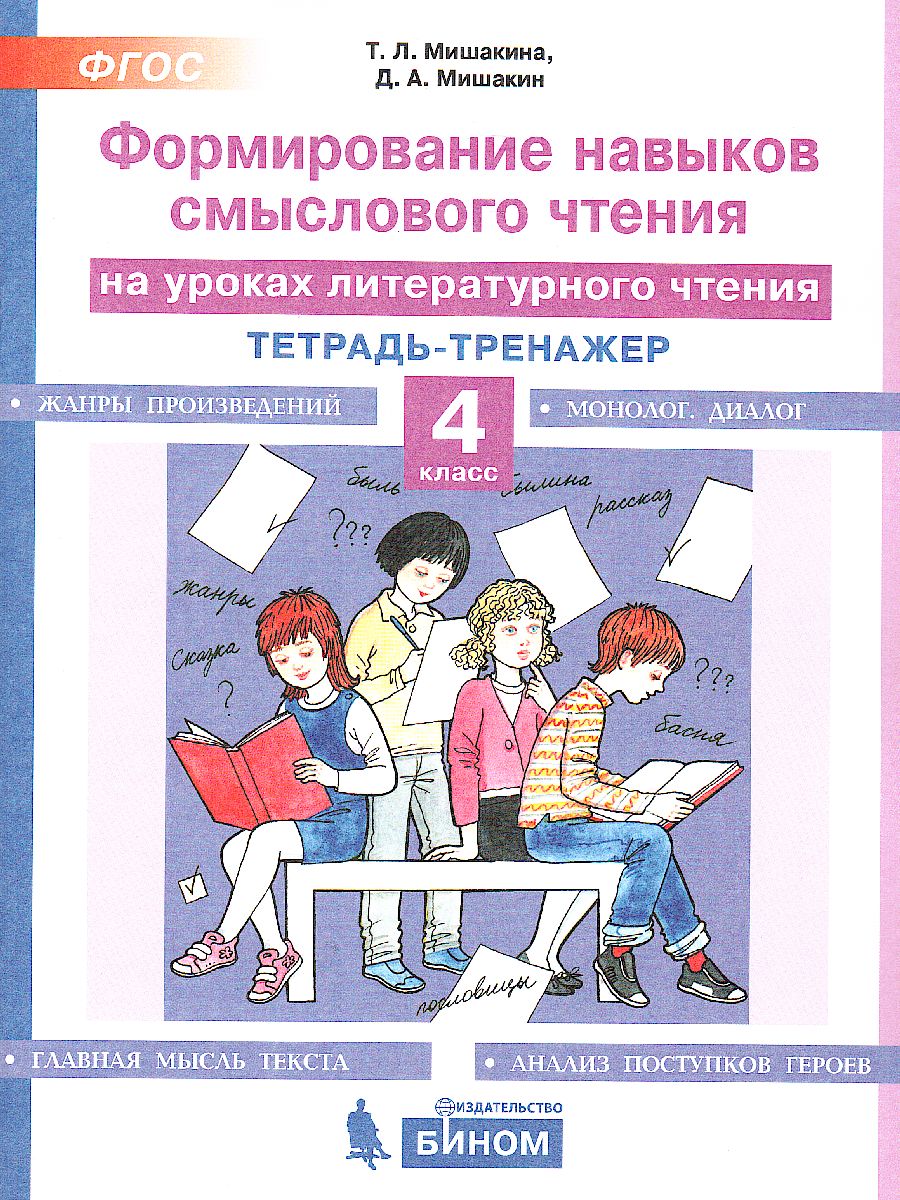 ФГОС
Т. Л. Мишакина,
Д. А. Мишакин
Формирование навыков
смыслового чтения
на уроках литературного чтения
ТЕТРАДЬ-ТРЕНАЖЕР
• ЖАНРЫ ПРОИЗВЕДЕНИЙ
4
класс
• МОНОЛОГ. ДИАЛОГ
быль
былина
рассказ
???
жанры
Сказка
?
???
басня
пословицы
• ГЛАВНАЯ МЫСЛЬ ТЕКСТА
• АНАЛИЗ ПОСТУПКОВ ГЕРОЕВ
ИЗДАТЕЛЬСТВО
БИНОМ